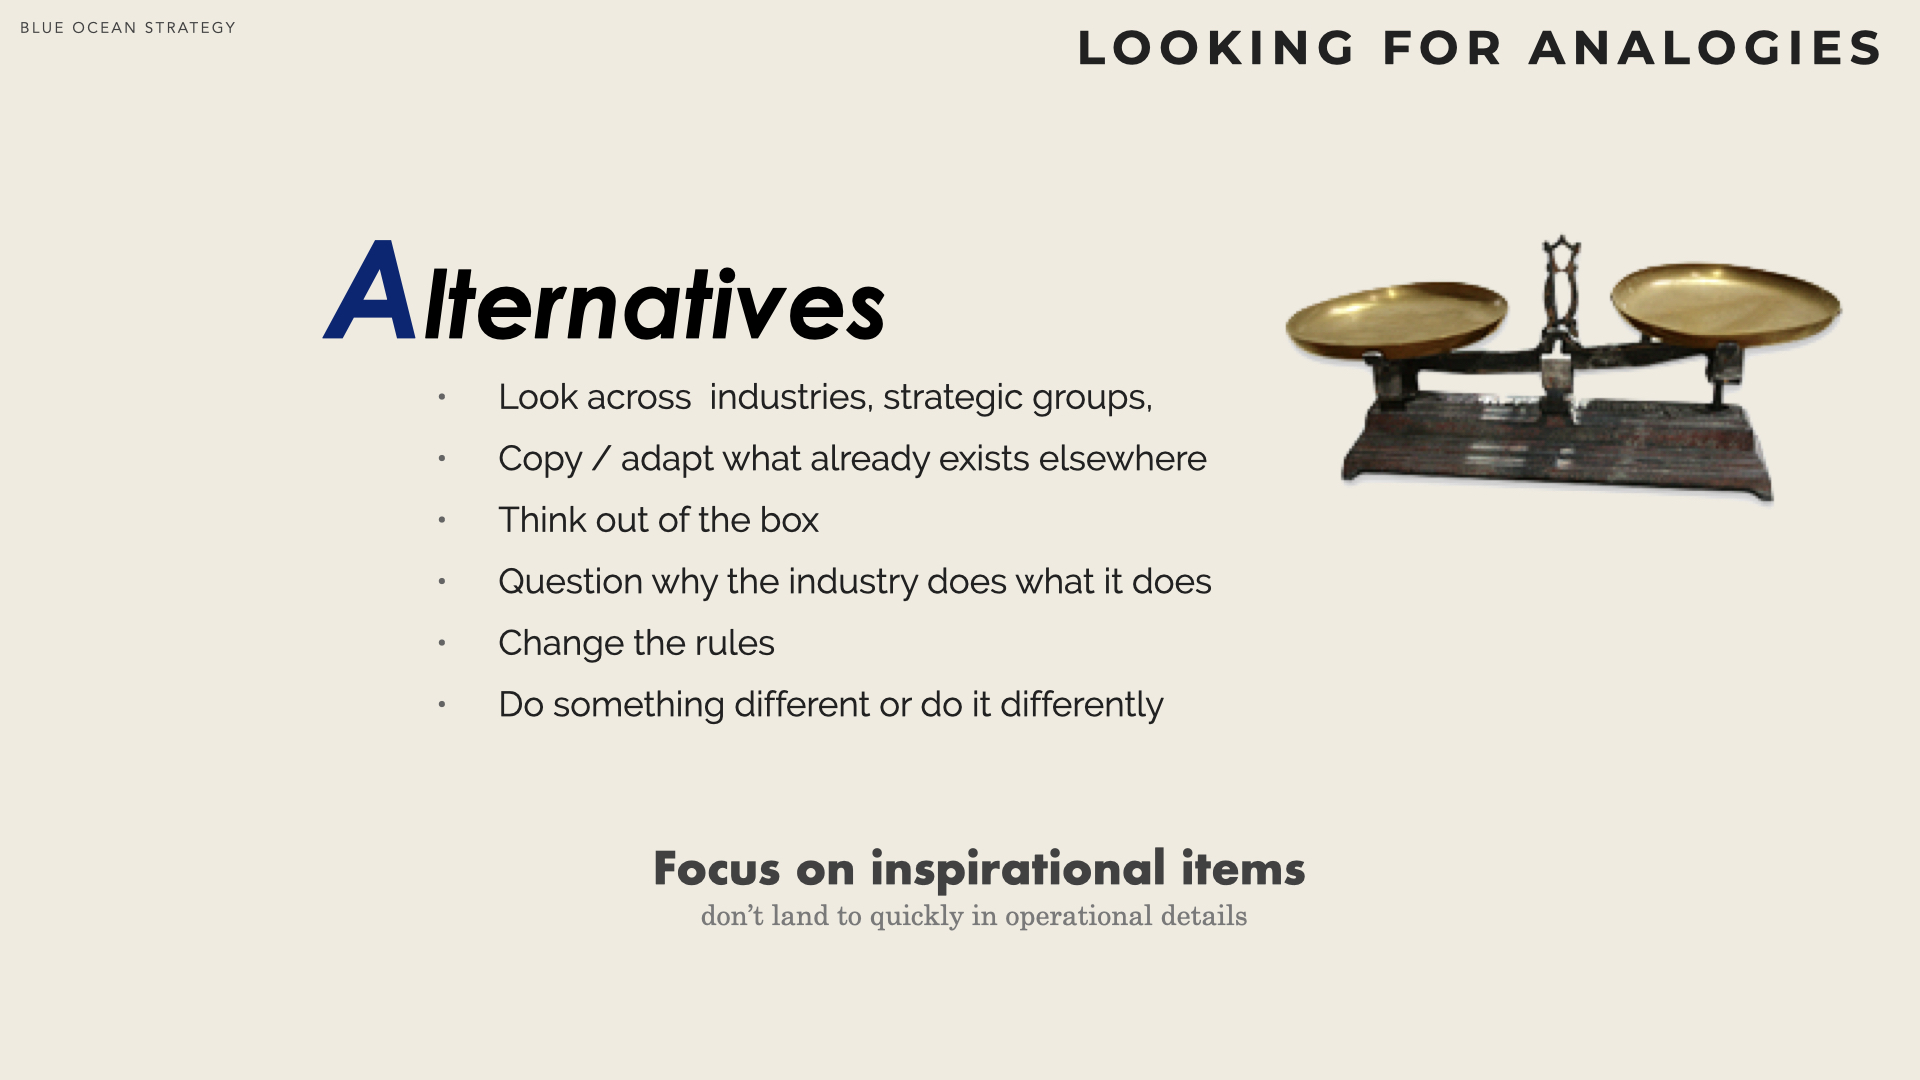 BLUE OCEAN STRATEGY
LOOKING FOR ANALOGIES
Alternatives
• Look across  industries, strategic groups,
• Copy / adapt what already exists elsewhere
• Think out of the box
• Question why the industry does what it does
• Change the rules
• Do something different or do it differently
Focus on inspirational items
don’t land to quickly in operational details